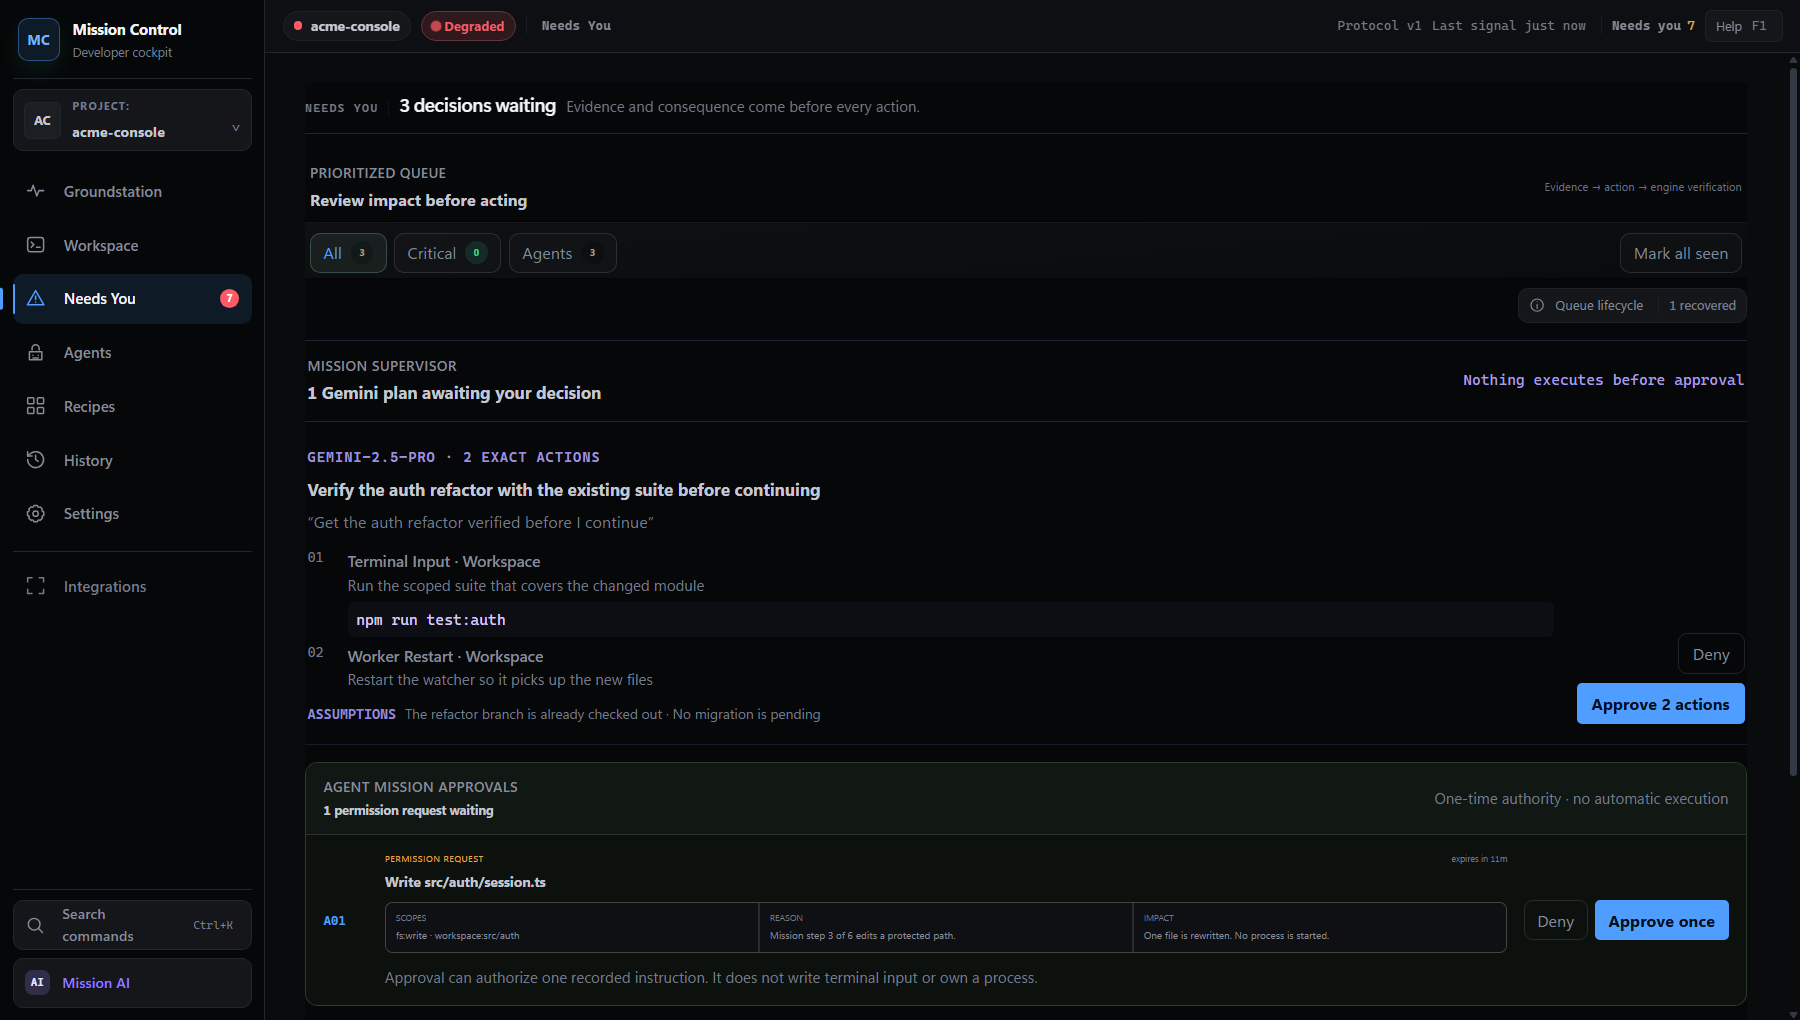 MC
Mission Control
Developer cockpit
AC
PROJECT:
acme-console
v
Groundstation
Workspace
Needs You
7
Agents
Recipes
History
Settings
Integrations
Search commands
Ctrl+K
AI
Mission AI
acme-console
Degraded
Needs You
Protocol v1
Last signal just now
Needs you 7
Help F1
NEEDS YOU
3 decisions waiting
Evidence and consequence come before every action.
PRIORITIZED QUEUE
Review impact before acting
Evidence → action → engine verification
All 3
Critical 0
Agents 3
Mark all seen
Queue lifecycle
1 recovered
MISSION SUPERVISOR
1 Gemini plan awaiting your decision
Nothing executes before approval
GEMINI-2.5-PRO · 2 EXACT ACTIONS
Verify the auth refactor with the existing suite before continuing
“Get the auth refactor verified before I continue”
01
Terminal Input · Workspace
Run the scoped suite that covers the changed module
npm run test:auth
02
Worker Restart · Workspace
Restart the watcher so it picks up the new files
ASSUMPTIONS The refactor branch is already checked out · No migration is pending
Deny
Approve 2 actions
AGENT MISSION APPROVALS
1 permission request waiting
One-time authority · no automatic execution
PERMISSION REQUEST
expires in 11m
Write src/auth/session.ts
A01
SCOPES
fs:write · workspace:src/auth
REASON
Mission step 3 of 6 edits a protected path.
IMPACT
One file is rewritten. No process is started.
Deny
Approve once
Approval can authorize one recorded instruction. It does not write terminal input or own a process.